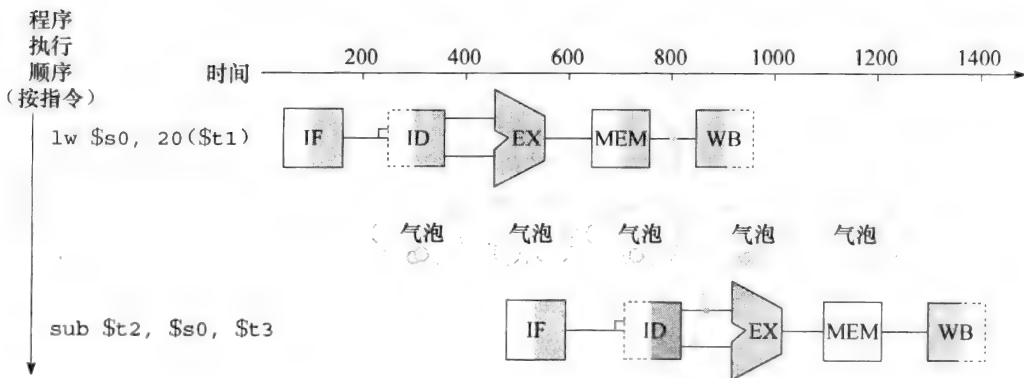 程序
执行
顺序
（按指令）
时间 200 400 600 800 1000 1200 1400
lw $s0, 20($t1) IF ID EX MEM WB
气泡 气泡 气泡 气泡 气泡
sub $t2, $s0, $t3 IF ID EX MEM WB